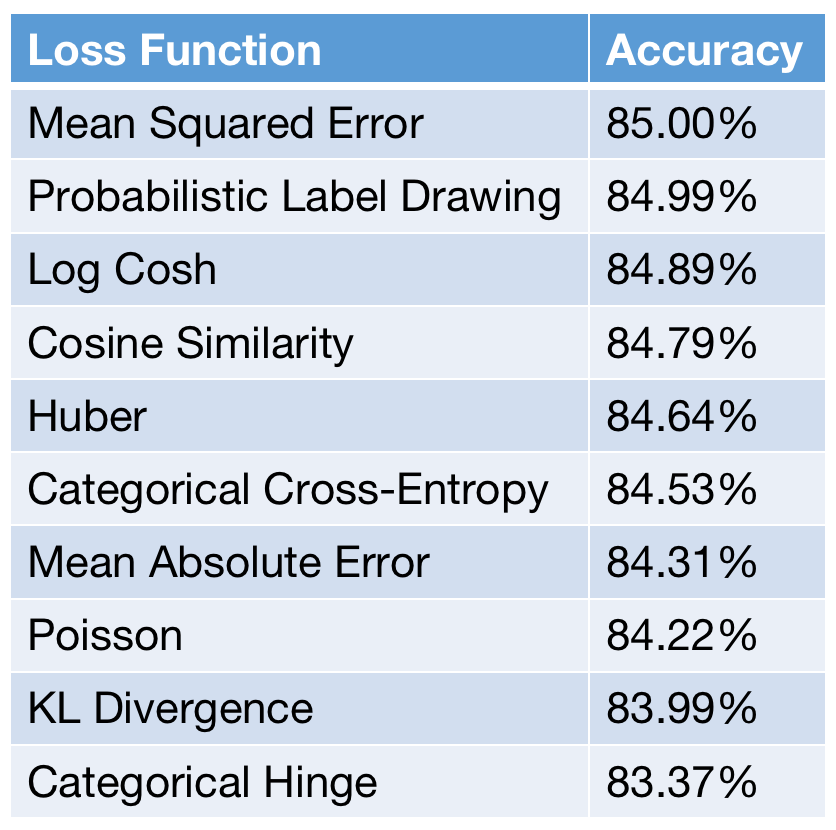 Loss Function Accuracy
Mean Squared Error 85.00%
Probabilistic Label Drawing 84.99%
Log Cosh 84.89%
Cosine Similarity 84.79%
Huber 84.64%
Categorical Cross-Entropy 84.53%
Mean Absolute Error 84.31%
Poisson 84.22%
KL Divergence 83.99%
Categorical Hinge 83.37%